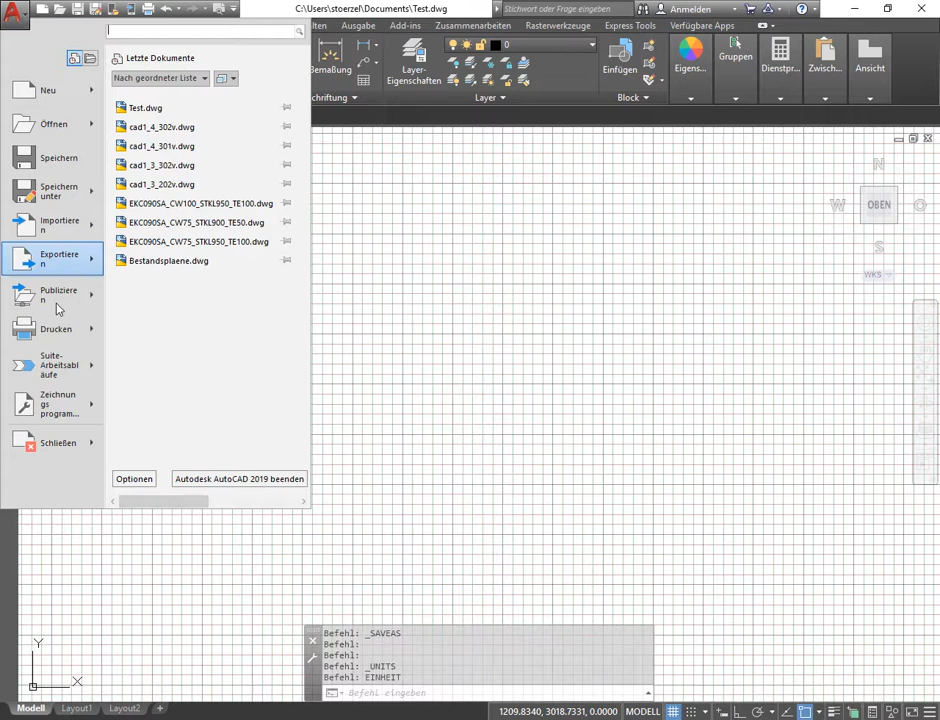 C:\Users\stoerzel\Documents\Test.dwg
Stichwort oder Frage eingeben
Anmelden
Ausgabe
Add-ins
Zusammenarbeiten
Rasterwerkzeuge
Express Tools
Verfügbare Apps
Letzte Dokumente
Nach geordneter Liste
Neu
Öffnen
Speichern
Speichern
unter
Importiere
n
Exportiere
n
Publiziere
n
Drucken
Suite-
Arbeitsabl
äufe
Zeichnun
gs
program...
Schließen
Test.dwg
cad1_4_302v.dwg
cad1_4_301v.dwg
cad1_3_302v.dwg
cad1_3_202v.dwg
EKC090SA_CW100_STKL950_TE100.dwg
EKC090SA_CW75_STKL900_TE50.dwg
EKC090SA_CW75_STKL950_TE100.dwg
Bestandsplaene.dwg
Optionen
Autodesk AutoCAD 2019 beenden
Bemaßung
Layer-
Eigenschaften
0
Einfügen
Eigens...
Gruppen
Dienstpr...
Zwisch...
Ansicht
chriftung
Layer
Block
N
W
OBEN
O
S
WKS
Befehl: _SAVEAS
Befehl:
Befehl:
Befehl: _UNITS
Befehl: EINHEIT
Befehl eingeben
Y
X
Modell
Layout1
Layout2
+
1209.8340, 3018.7331, 0.0000
MODELL